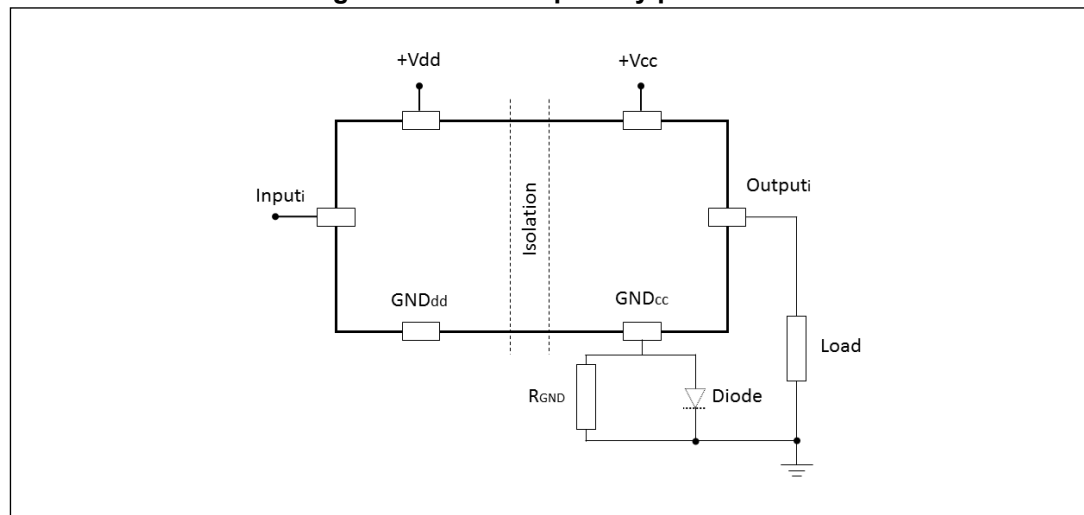 +Vdd
+Vcc
Inputi
Isolation
Outputi
GNDdd
GNDcc
Load
RGND
Diode